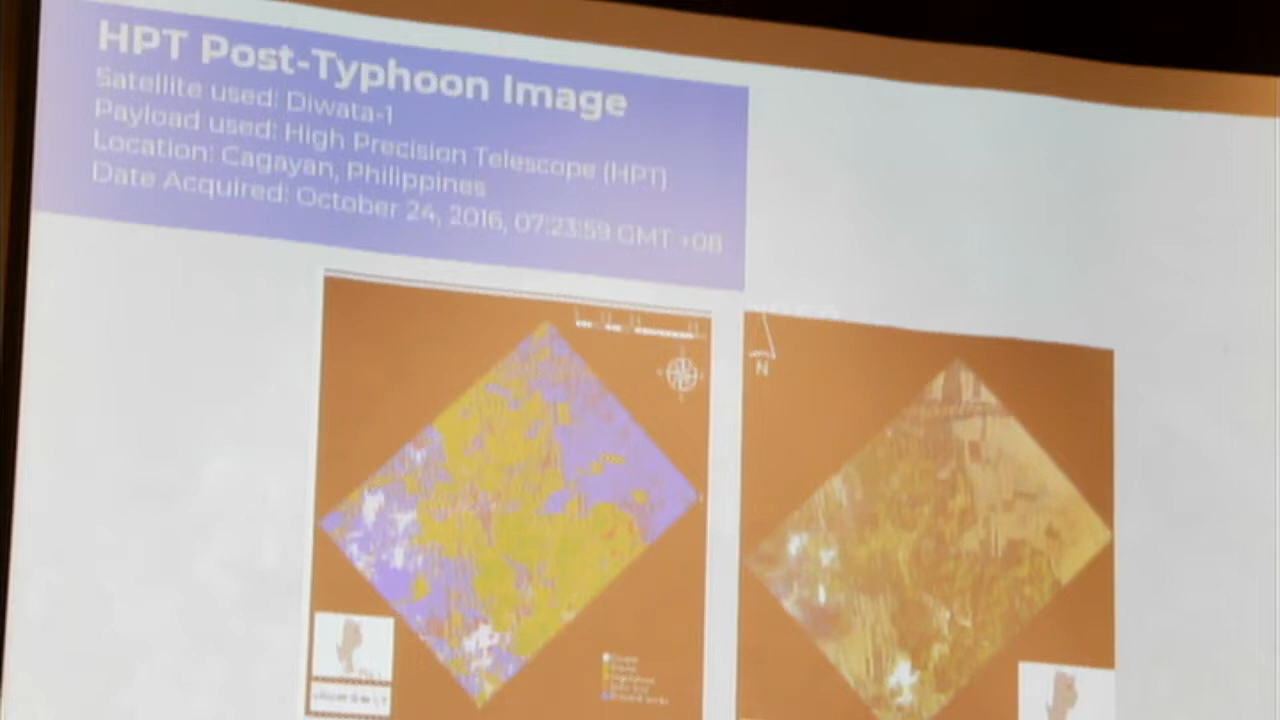 HPT Post-Typhoon Image
Satellite used: Diwata-1
Payload used: High Precision Telescope (HPT)
Location: Cagayan, Philippines
Date Acquired: October 24, 2016, 07:23:59 GMT +08
N